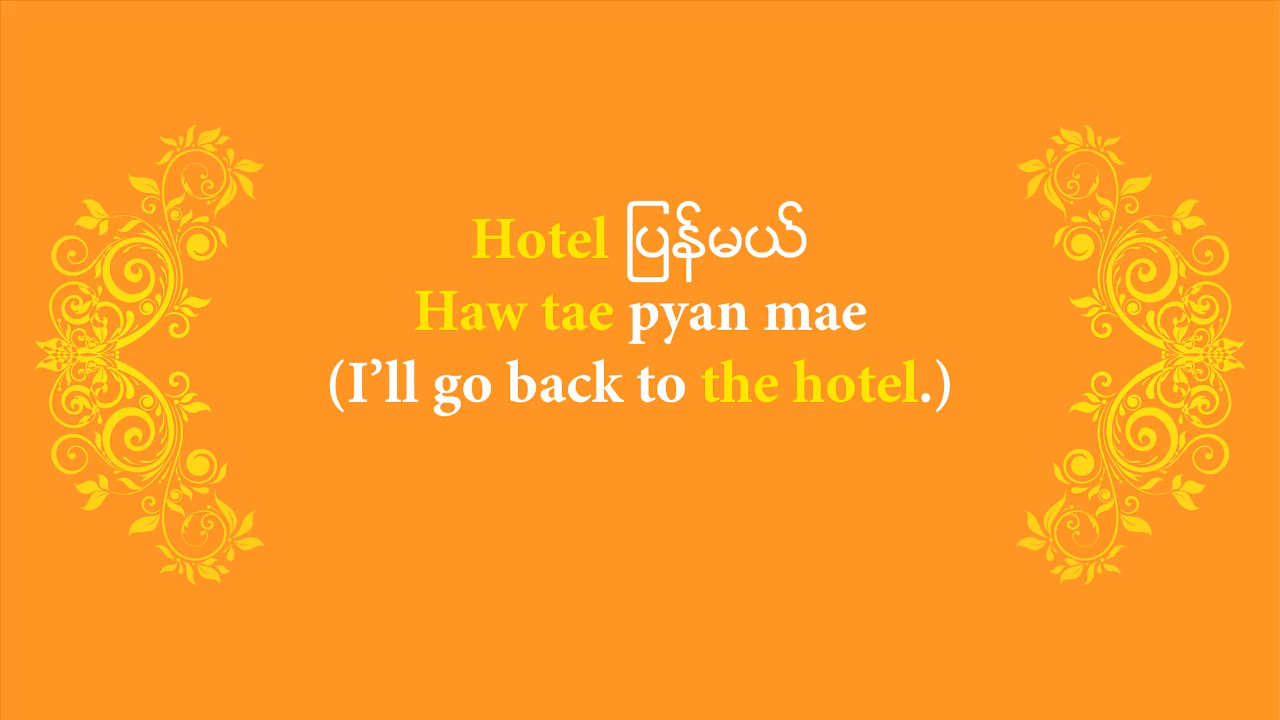 Hotel ပြန်မယ်
Haw tae pyan mae
(I’ll go back to the hotel.)